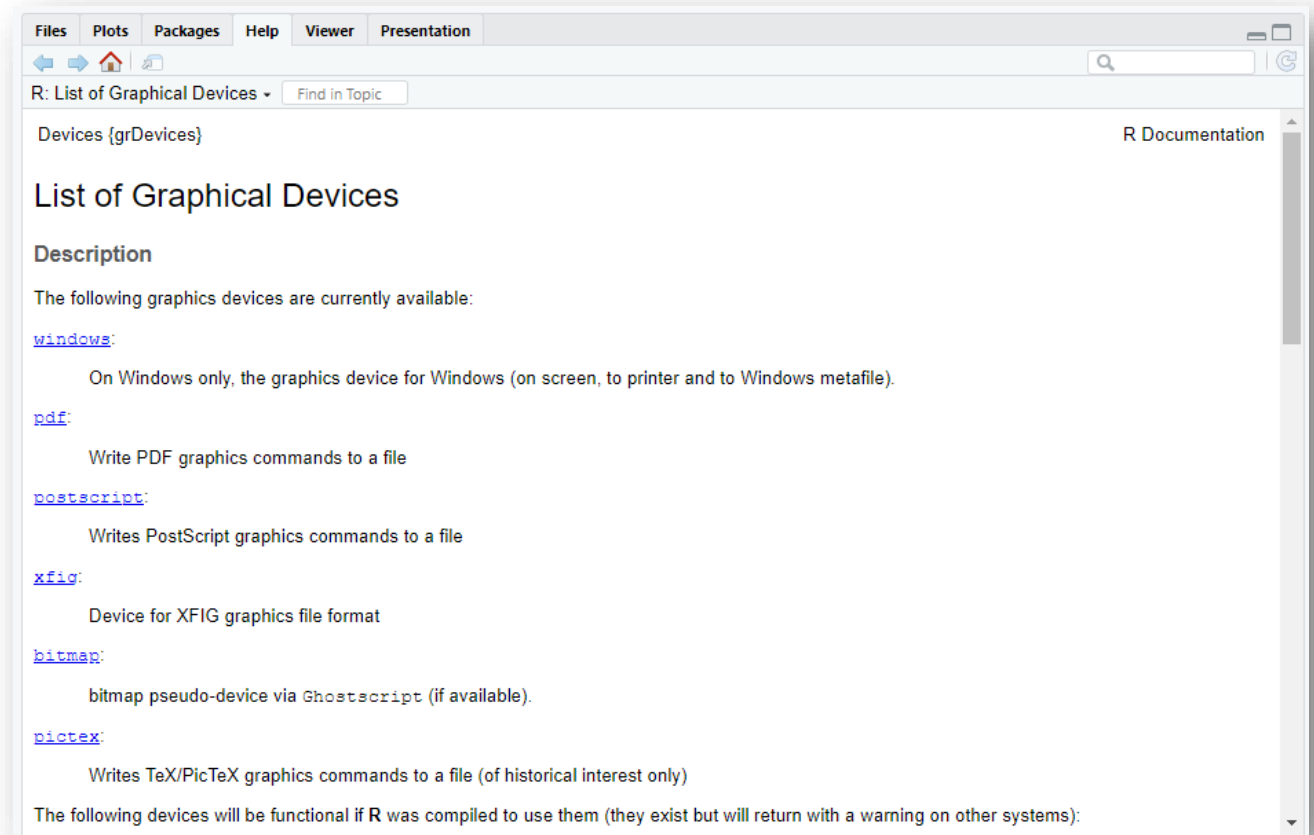 Files Plots Packages Help Viewer Presentation
R: List of Graphical Devices Find in Topic
Devices {grDevices} R Documentation
List of Graphical Devices
Description
The following graphics devices are currently available:
windows:
On Windows only, the graphics device for Windows (on screen, to printer and to Windows metafile).
pdf:
Write PDF graphics commands to a file
postscript:
Writes PostScript graphics commands to a file
xfig:
Device for XFIG graphics file format
bitmap:
bitmap pseudo-device via Ghostscript (if available).
pictex:
Writes TeX/PicTeX graphics commands to a file (of historical interest only)
The following devices will be functional if R was compiled to use them (they exist but will return with a warning on other systems):